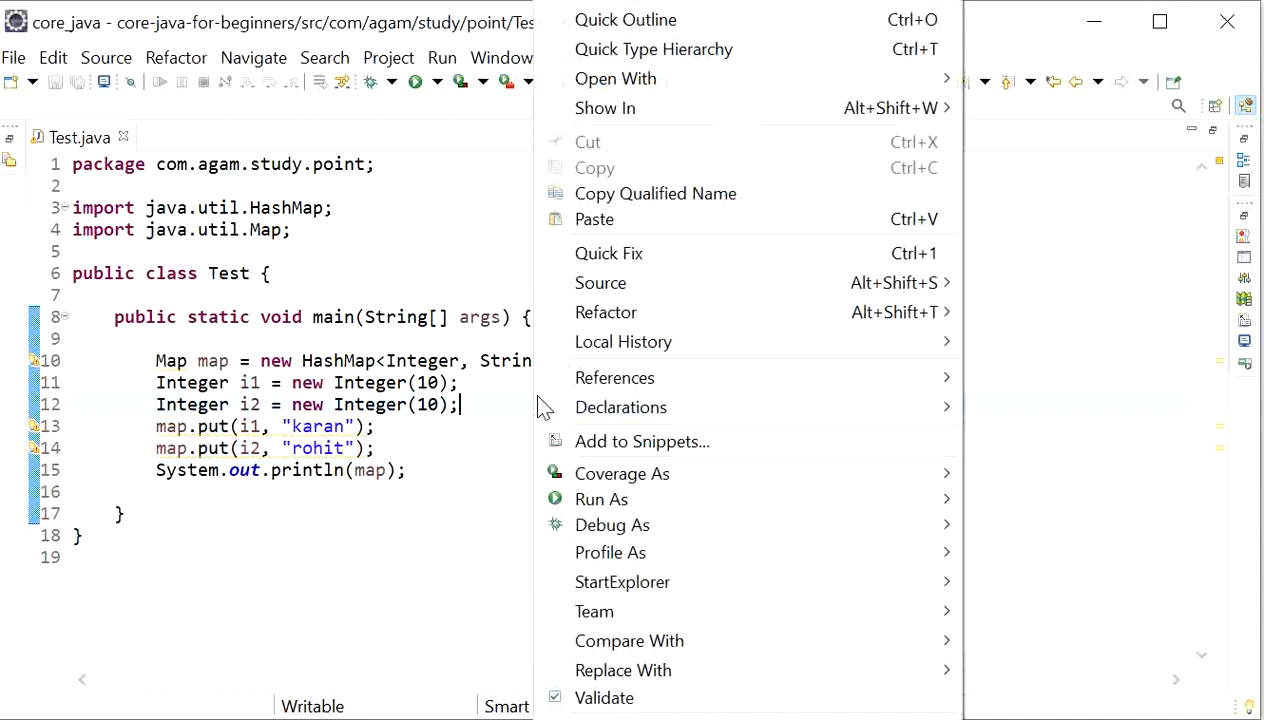 core_java - core-java-for-beginners/src/com/agam/study/point/Tes
File Edit Source Refactor Navigate Search Project Run Window
Test.java
1 package com.agam.study.point;
2
3 import java.util.HashMap;
4 import java.util.Map;
5
6 public class Test {
7
8 public static void main(String[] args) {
9
10 Map map = new HashMap<Integer, Strin
11 Integer i1 = new Integer(10);
12 Integer i2 = new Integer(10);
13 map.put(i1, "karan");
14 map.put(i2, "rohit");
15 System.out.println(map);
16
17 }
18 }
19
Writable Smart
Quick Outline Ctrl+O
Quick Type Hierarchy Ctrl+T
Open With
Show In Alt+Shift+W
Cut Ctrl+X
Copy Ctrl+C
Copy Qualified Name
Paste Ctrl+V
Quick Fix Ctrl+1
Source Alt+Shift+S
Refactor Alt+Shift+T
Local History
References
Declarations
Add to Snippets...
Coverage As
Run As
Debug As
Profile As
StartExplorer
Team
Compare With
Replace With
Validate